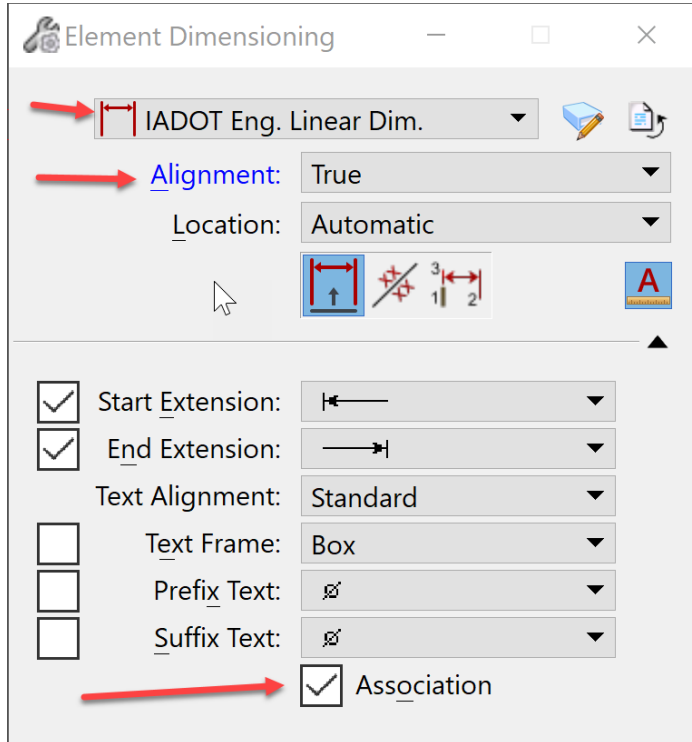 Element Dimensioning
IADOT Eng. Linear Dim.
Alignment: True
Location: Automatic
3 1 2 A
Start Extension:
End Extension:
Text Alignment: Standard
Text Frame: Box
Prefix Text: ø
Suffix Text: ø
Association